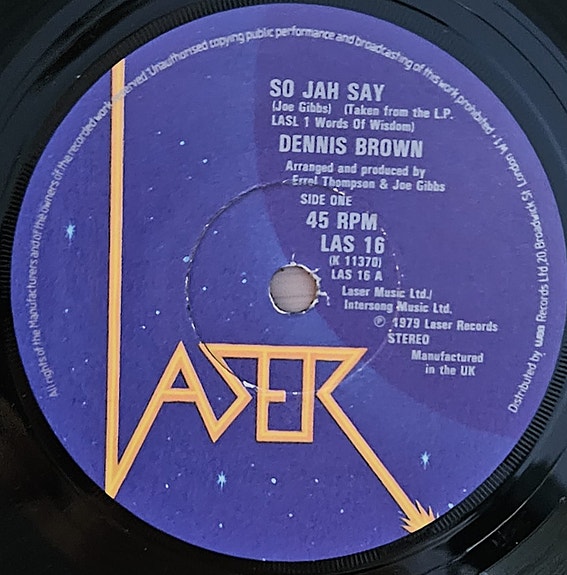 All rights of the Manufacturers and of the owners of the recorded work reserved. Unauthorised copying public performance and broadcasting of this work prohibited •
SO JAH SAY
(Joe Gibbs) (Taken from the L.P.
LASL 1 Words Of Wisdom)
DENNIS BROWN
Arranged and produced by
Errel Thompson & Joe Gibbs
SIDE ONE
45 RPM
LAS 16
(K 11370)
LAS 16 A
Laser Music Ltd./
Intersong Music Ltd.
℗ 1979 Laser Records
STEREO
Manufactured
in the UK
LASER
Distributed by wea Records Ltd, 20, Broadwick St, London W1